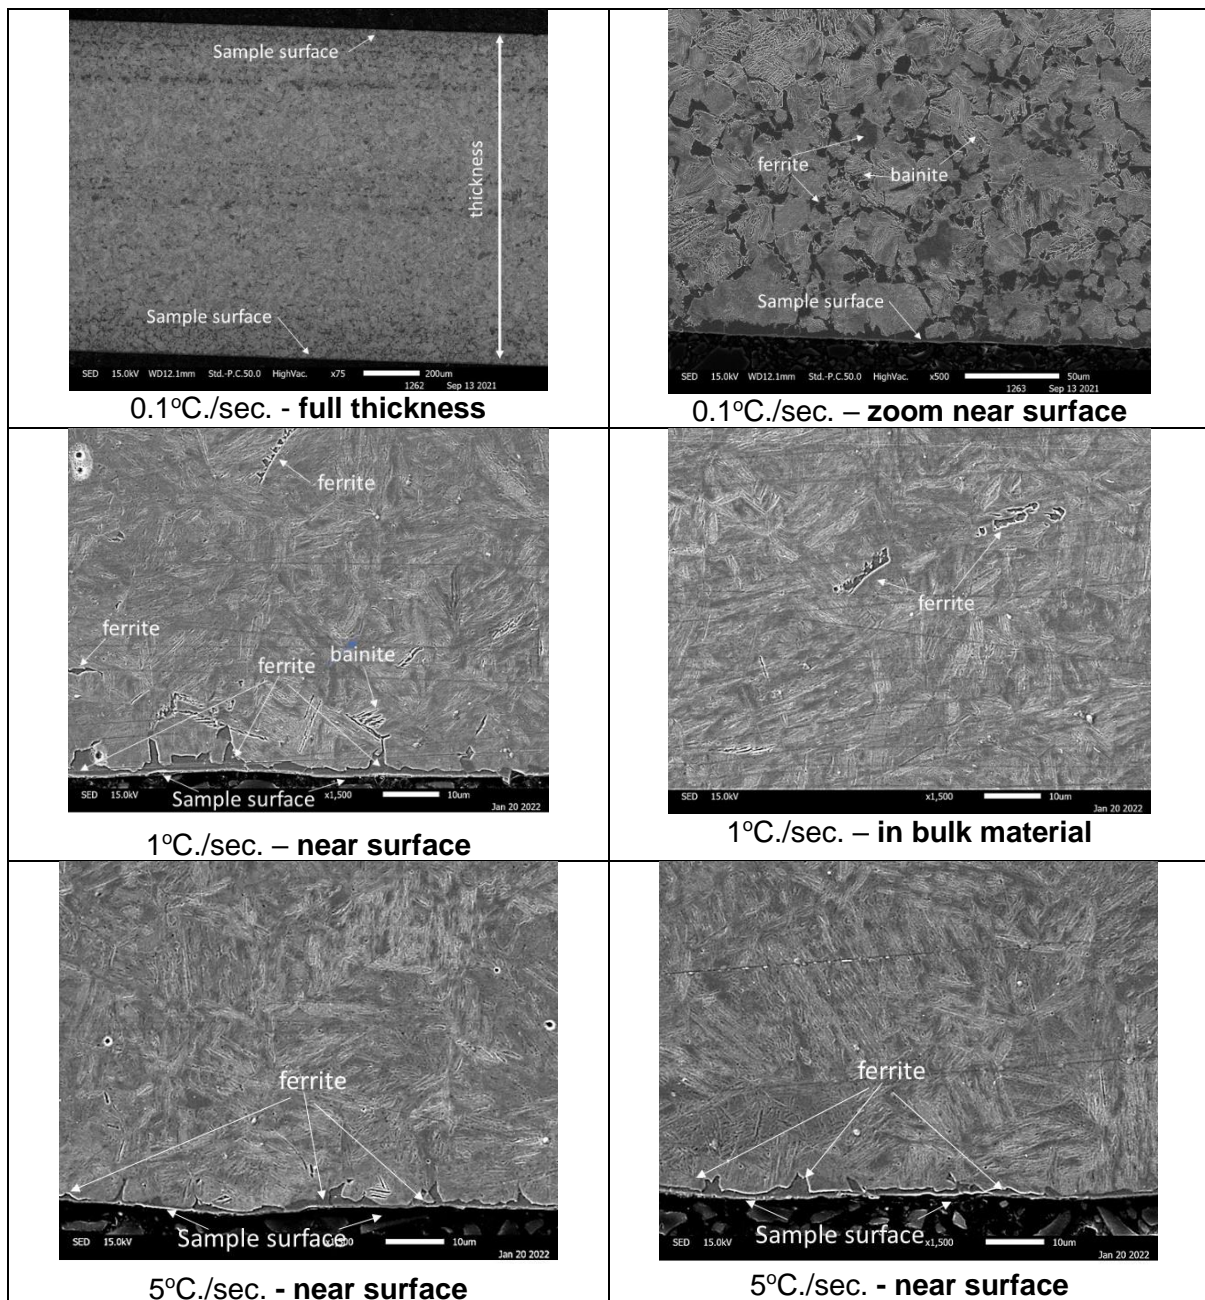 Sample surface
thickness
Sample surface
SED 15.0kV WD12.1mm Std.-P.C.50.0 HighVac. x75 200um
1262 Sep 13 2021
0.1°C./sec. - full thickness
ferrite
bainite
Sample surface
SED 15.0kV WD12.1mm Std.-P.C.50.0 HighVac. x500 50um
1263 Sep 13 2021
0.1°C./sec. – zoom near surface
ferrite
ferrite
ferrite
bainite
SED 15.0kV Sample surface x1,500 10um
Jan 20 2022
1°C./sec. – near surface
ferrite
SED 15.0kV x1,500 10um
Jan 20 2022
1°C./sec. – in bulk material
ferrite
SED 15.0kV Sample surface 10um
Jan 20 2022
5°C./sec. - near surface
ferrite
SED 15.0kV Sample surface x1,500 10um
Jan 20 2022
5°C./sec. - near surface